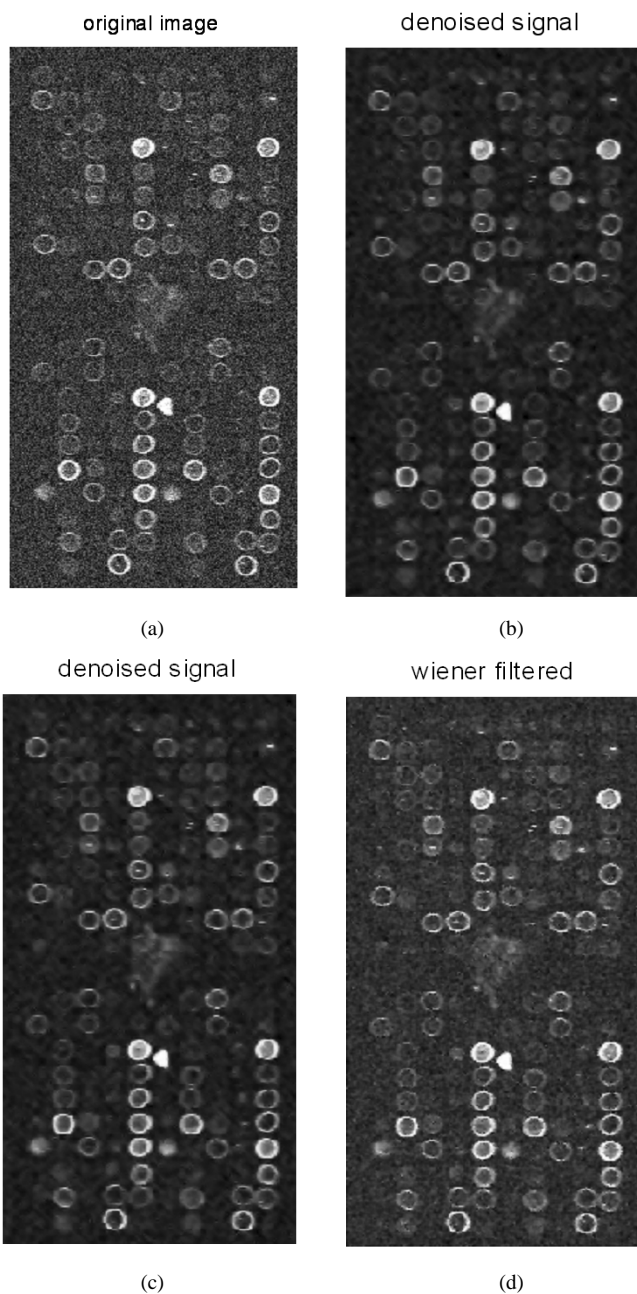 original image
denoised signal
(a)
(b)
denoised signal
wiener filtered
(c)
(d)